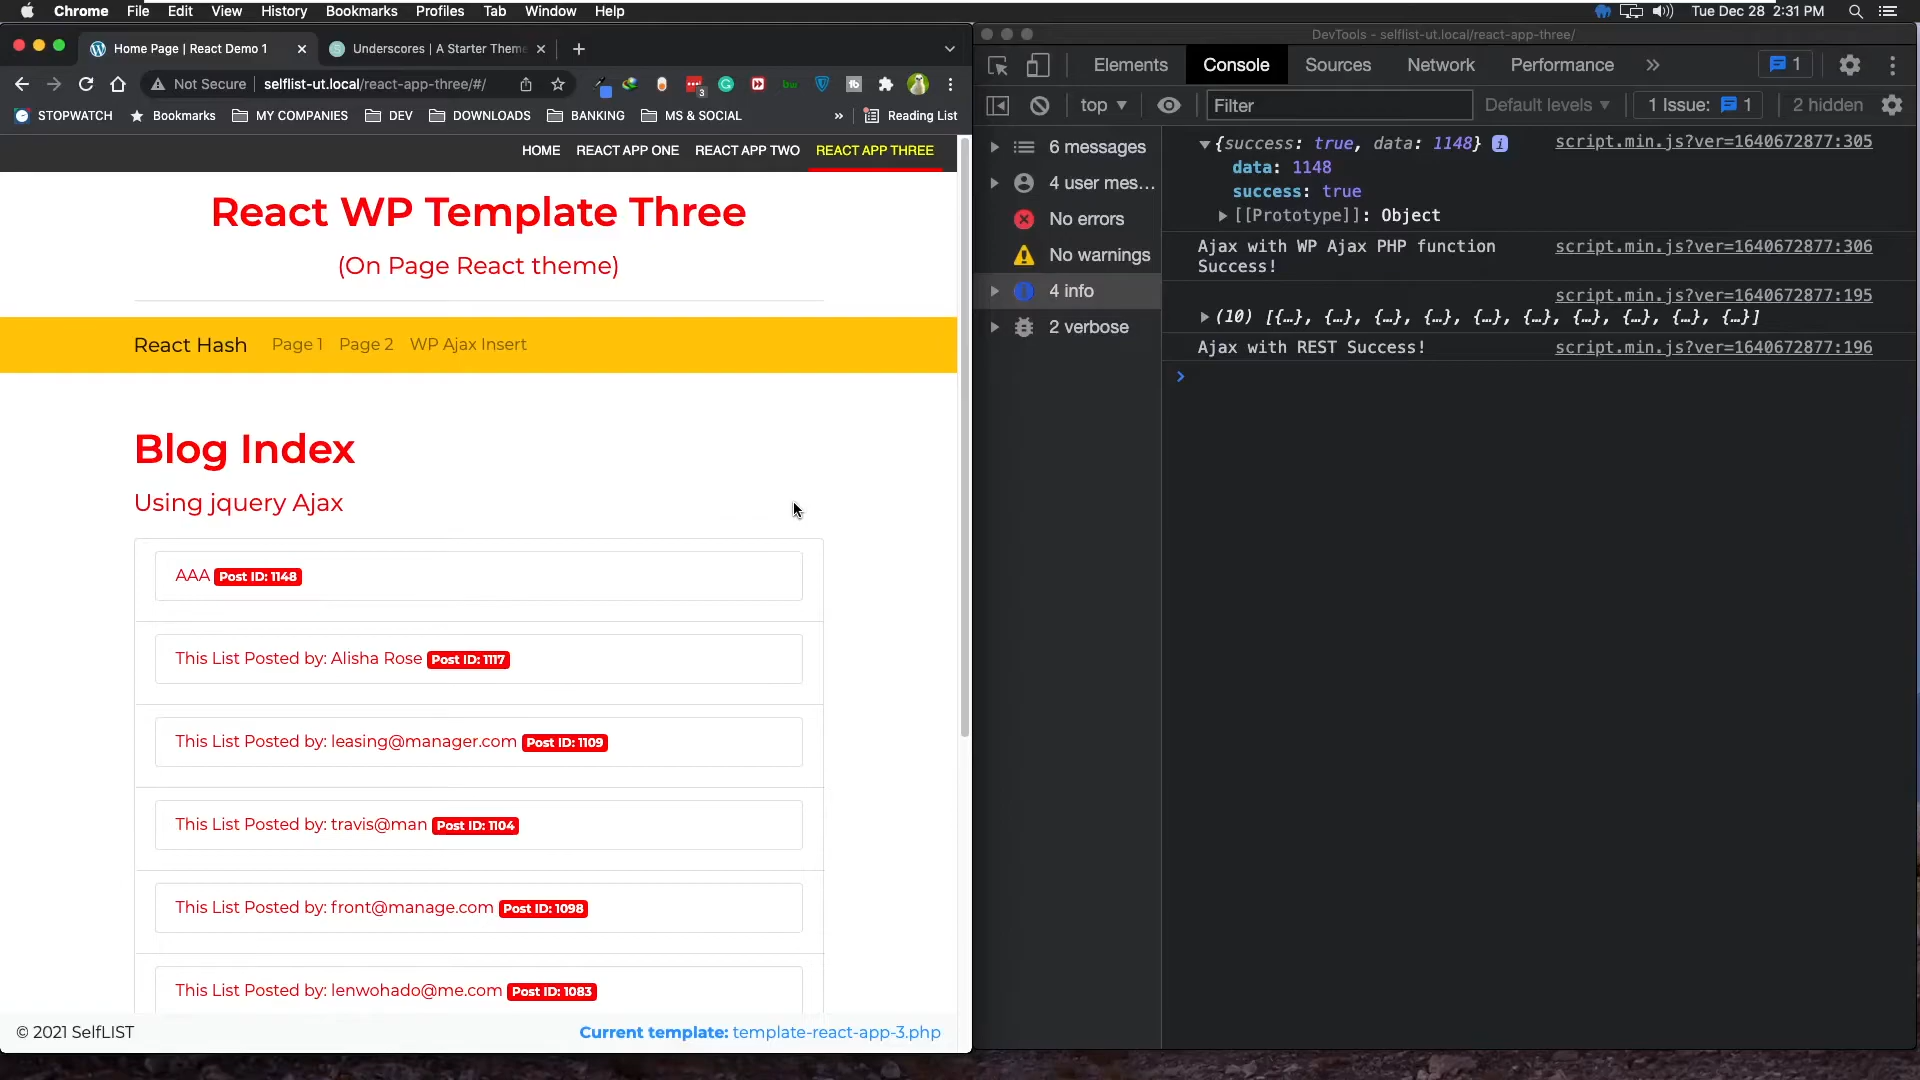 Chrome File Edit View History Bookmarks Profiles Tab Window Help Tue Dec 28 2:31 PM
Home Page | React Demo 1 Underscores | A Starter Theme
Not Secure selflist-ut.local/react-app-three/#/ 3
STOPWATCH Bookmarks MY COMPANIES DEV DOWNLOADS BANKING MS & SOCIAL » Reading List
HOME REACT APP ONE REACT APP TWO REACT APP THREE
React WP Template Three
(On Page React theme)
React Hash Page 1 Page 2 WP Ajax Insert
Blog Index
Using jquery Ajax
AAA Post ID: 1148
This List Posted by: Alisha Rose Post ID: 1117
This List Posted by: leasing@manager.com Post ID: 1109
This List Posted by: travis@man Post ID: 1104
This List Posted by: front@manage.com Post ID: 1098
This List Posted by: lenwohado@me.com Post ID: 1083
© 2021 SelfLIST Current template: template-react-app-3.php
DevTools - selflist-ut.local/react-app-three/
Elements Console Sources Network Performance » 1
top Filter Default levels 1 Issue: 1 2 hidden
6 messages
4 user mes...
No errors
No warnings
4 info
2 verbose
{success: true, data: 1148} i script.min.js?ver=1640672877:305
data: 1148
success: true
[[Prototype]]: Object
Ajax with WP Ajax PHP function script.min.js?ver=1640672877:306
Success!
script.min.js?ver=1640672877:195
(10) [{…}, {…}, {…}, {…}, {…}, {…}, {…}, {…}, {…}, {…}]
Ajax with REST Success! script.min.js?ver=1640672877:196